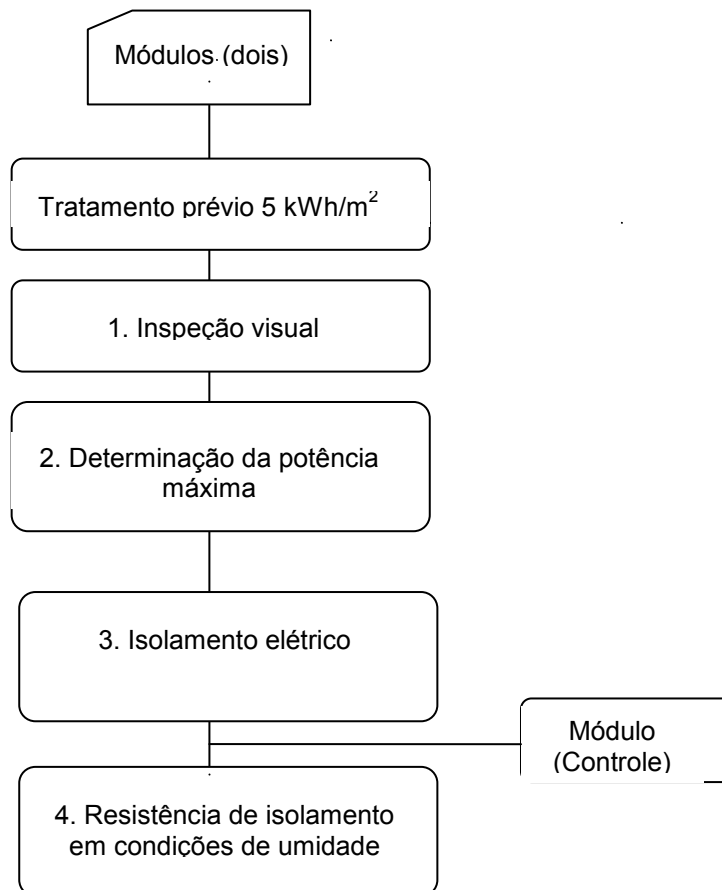 Módulos (dois)
Tratamento prévio 5 kWh/m²
1. Inspeção visual
2. Determinação da potência
máxima
3. Isolamento elétrico
Módulo
(Controle)
4. Resistência de isolamento
em condições de umidade